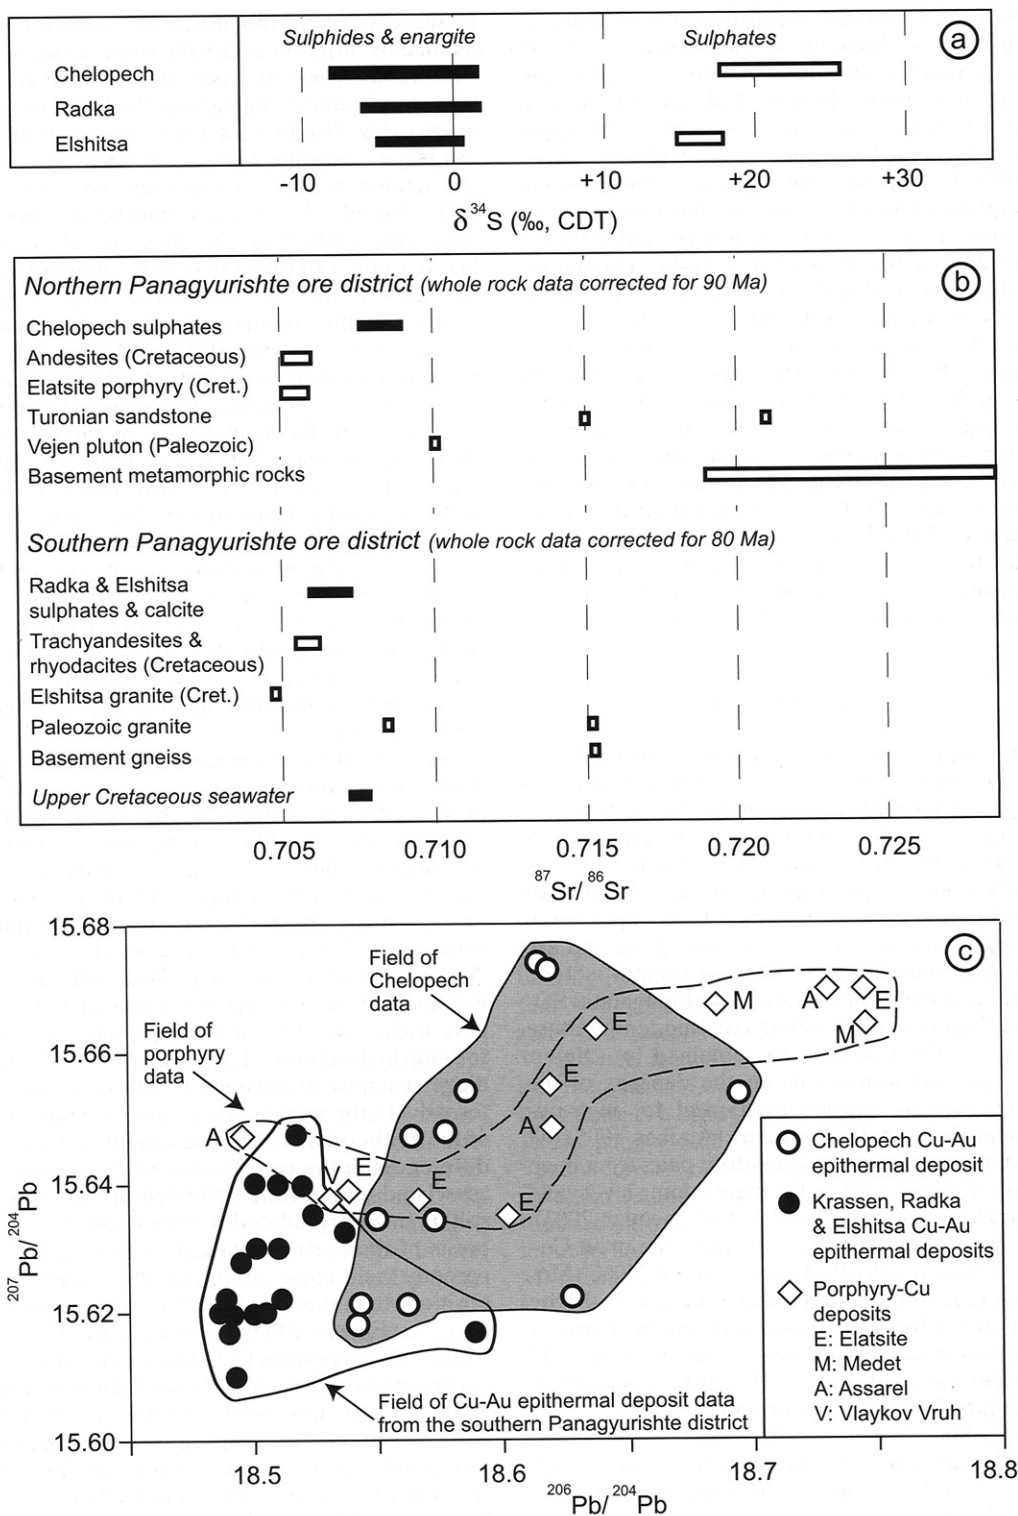 Sulphides & enargite Sulphates a
Chelopech
Radka
Elshitsa
-10 0 +10 +20 +30
δ³⁴S (‰, CDT)
Northern Panagyurishte ore district (whole rock data corrected for 90 Ma) b
Chelopech sulphates
Andesites (Cretaceous)
Elatsite porphyry (Cret.)
Turonian sandstone
Vejen pluton (Paleozoic)
Basement metamorphic rocks
Southern Panagyurishte ore district (whole rock data corrected for 80 Ma)
Radka & Elshitsa
sulphates & calcite
Trachyandesites &
rhyodacites (Cretaceous)
Elshitsa granite (Cret.)
Paleozoic granite
Basement gneiss
Upper Cretaceous seawater
0.705 0.710 0.715 0.720 0.725
⁸⁷Sr/ ⁸⁶Sr
15.68
15.66
15.64
15.62
15.60
²⁰⁷Pb/ ²⁰⁴Pb
c
Field of
Chelopech
data
Field of
porphyry
data
M A E
M
E
E
A
A
E
E
E
V
Field of Cu-Au epithermal deposit data
from the southern Panagyurishte district
Chelopech Cu-Au
epithermal deposit
Krassen, Radka
& Elshitsa Cu-Au
epithermal deposits
Porphyry-Cu
deposits
E: Elatsite
M: Medet
A: Assarel
V: Vlaykov Vruh
18.5 18.6 18.7 18.8
²⁰⁶Pb/ ²⁰⁴Pb